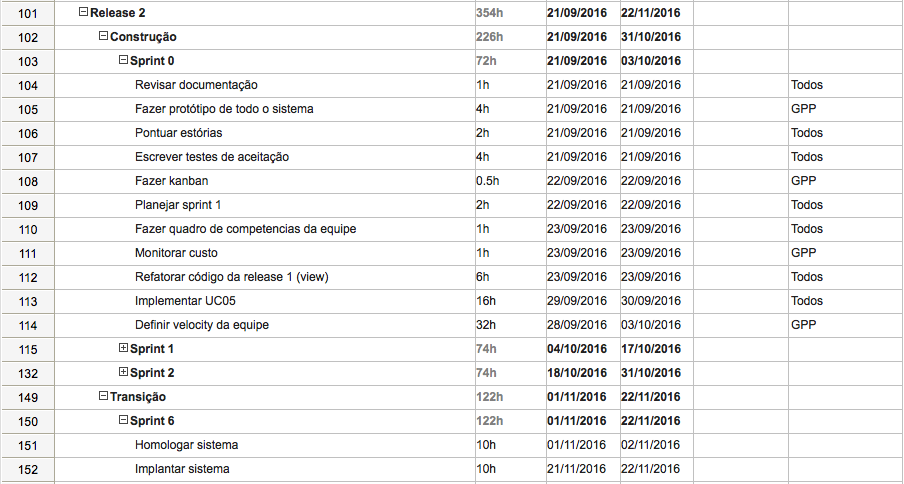 101 Release 2 354h 21/09/2016 22/11/2016
102 Construção 226h 21/09/2016 31/10/2016
103 Sprint 0 72h 21/09/2016 03/10/2016
104 Revisar documentação 1h 21/09/2016 21/09/2016 Todos
105 Fazer protótipo de todo o sistema 4h 21/09/2016 21/09/2016 GPP
106 Pontuar estórias 2h 21/09/2016 21/09/2016 Todos
107 Escrever testes de aceitação 4h 21/09/2016 21/09/2016 Todos
108 Fazer kanban 0.5h 22/09/2016 22/09/2016 GPP
109 Planejar sprint 1 2h 22/09/2016 22/09/2016 Todos
110 Fazer quadro de competencias da equipe 1h 23/09/2016 23/09/2016 Todos
111 Monitorar custo 1h 23/09/2016 23/09/2016 GPP
112 Refatorar código da release 1 (view) 6h 23/09/2016 23/09/2016 Todos
113 Implementar UC05 16h 29/09/2016 30/09/2016 Todos
114 Definir velocity da equipe 32h 28/09/2016 03/10/2016 GPP
115 Sprint 1 74h 04/10/2016 17/10/2016
132 Sprint 2 74h 18/10/2016 31/10/2016
149 Transição 122h 01/11/2016 22/11/2016
150 Sprint 6 122h 01/11/2016 22/11/2016
151 Homologar sistema 10h 01/11/2016 02/11/2016
152 Implantar sistema 10h 21/11/2016 22/11/2016